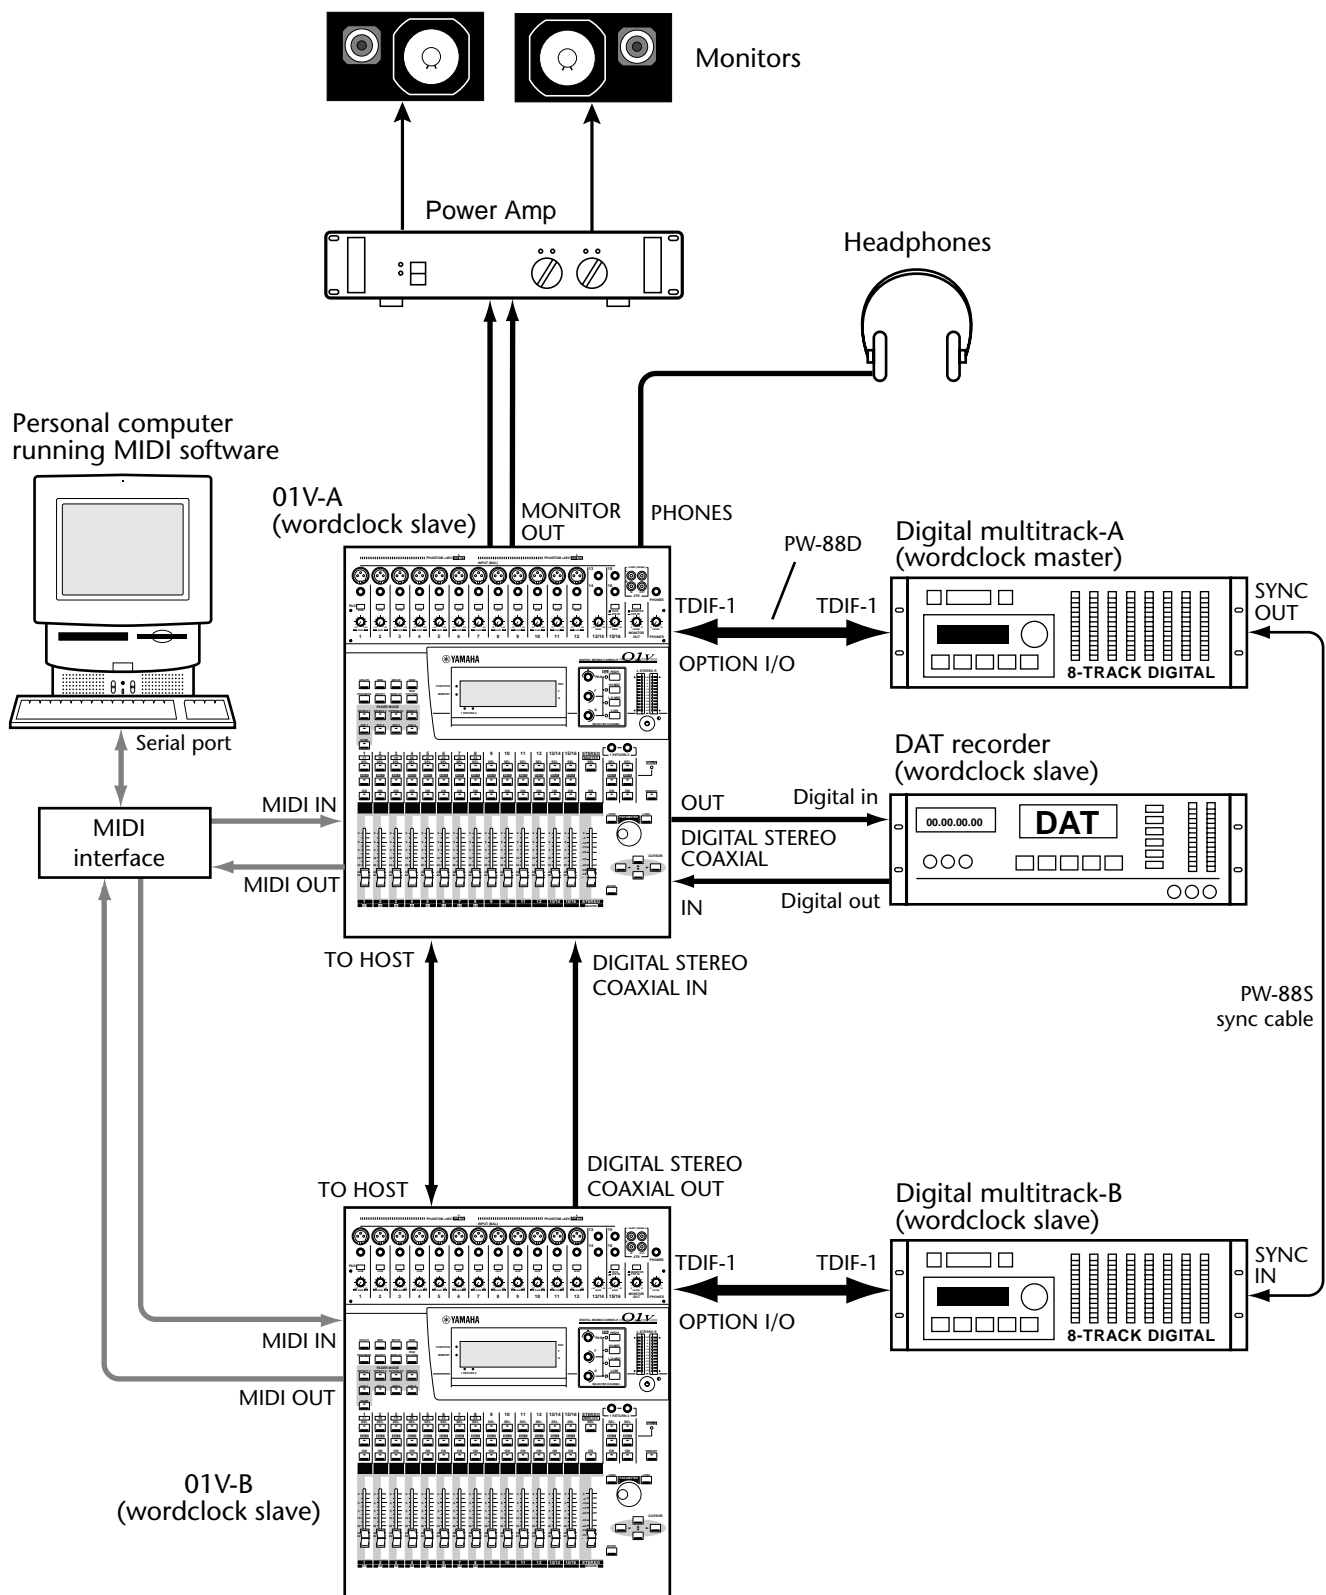 Monitors
Power Amp
Headphones
Personal computer
running MIDI software
01V-A
(wordclock slave)
MONITOR
OUT
PHONES
PW-88D
Digital multitrack-A
(wordclock master)
TDIF-1
TDIF-1
SYNC
OUT
OPTION I/O
8-TRACK DIGITAL
YAMAHA
01V
Serial port
DAT recorder
(wordclock slave)
MIDI IN
OUT
Digital in
MIDI
interface
00.00.00.00
DAT
DIGITAL STEREO
COAXIAL
MIDI OUT
IN
Digital out
TO HOST
DIGITAL STEREO
COAXIAL IN
PW-88S
sync cable
DIGITAL STEREO
COAXIAL OUT
TO HOST
Digital multitrack-B
(wordclock slave)
TDIF-1
TDIF-1
SYNC
IN
OPTION I/O
8-TRACK DIGITAL
YAMAHA
01V
MIDI IN
MIDI OUT
01V-B
(wordclock slave)